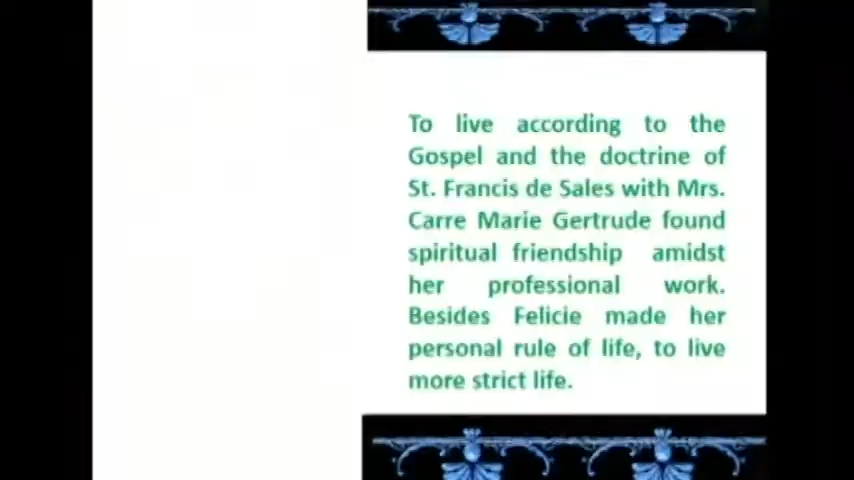 To live according to the
Gospel and the doctrine of
St. Francis de Sales with Mrs.
Carre Marie Gertrude found
spiritual friendship amidst
her professional work.
Besides Felicie made her
personal rule of life, to live
more strict life.